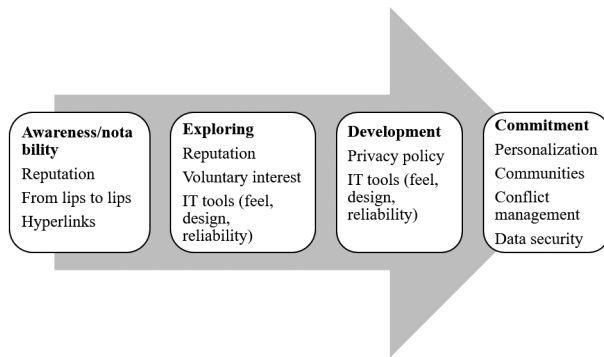 Awareness/nota
bility
Reputation
From lips to lips
Hyperlinks
Exploring
Reputation
Voluntary interest
IT tools (feel,
design,
reliability)
Development
Privacy policy
IT tools (feel,
design,
reliability)
Commitment
Personalization
Communities
Conflict
management
Data security